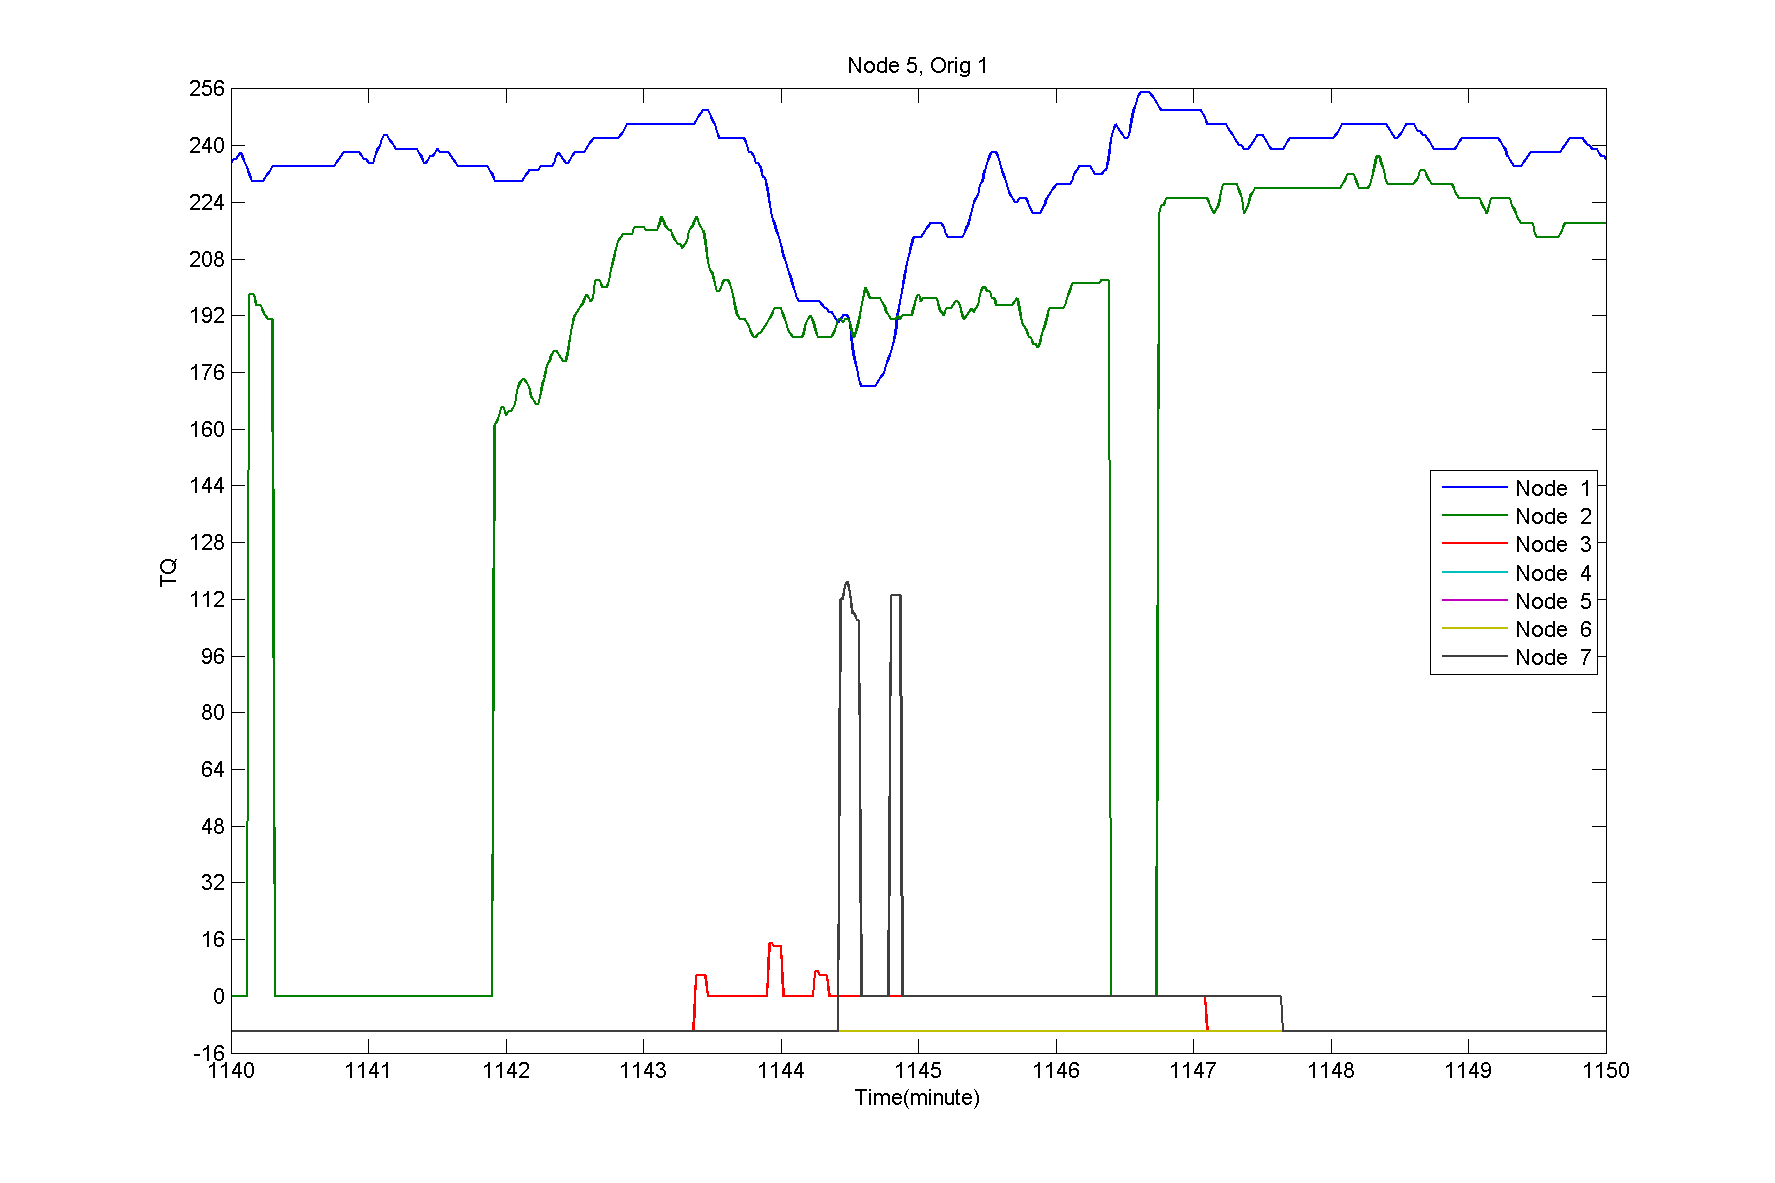 Node 5, Orig 1
256
240
224
208
192
176
160
144
128
112
96
80
64
48
32
16
0
-16
TQ
Node 1
Node 2
Node 3
Node 4
Node 5
Node 6
Node 7
1140 1141 1142 1143 1144 1145 1146 1147 1148 1149 1150
Time(minute)